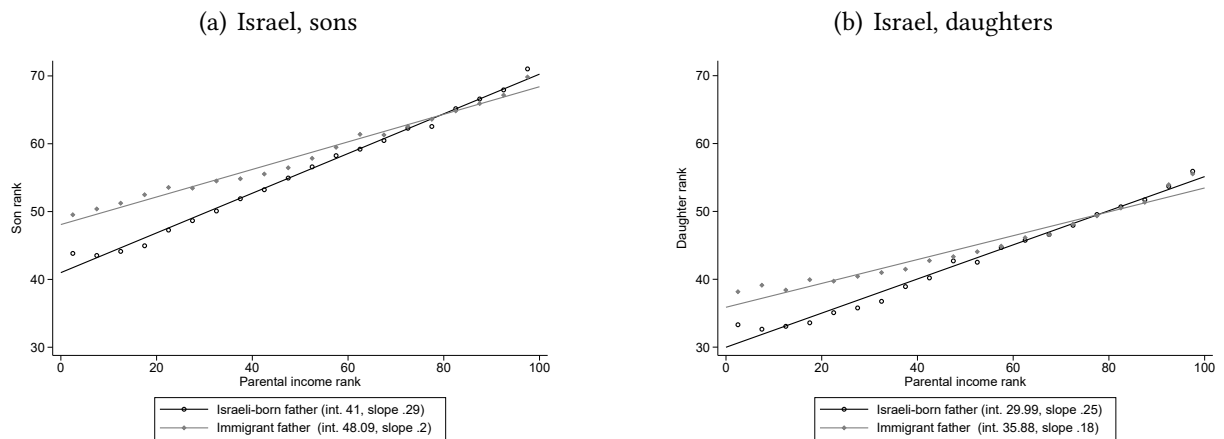 (a) Israel, sons
70
60
50
40
30
Son rank
0 20 40 60 80 100
Parental income rank
Israeli-born father (int. 41, slope .29)
Immigrant father (int. 48.09, slope .2)
(b) Israel, daughters
70
60
50
40
30
Daughter rank
0 20 40 60 80 100
Parental income rank
Israeli-born father (int. 29.99, slope .25)
Immigrant father (int. 35.88, slope .18)